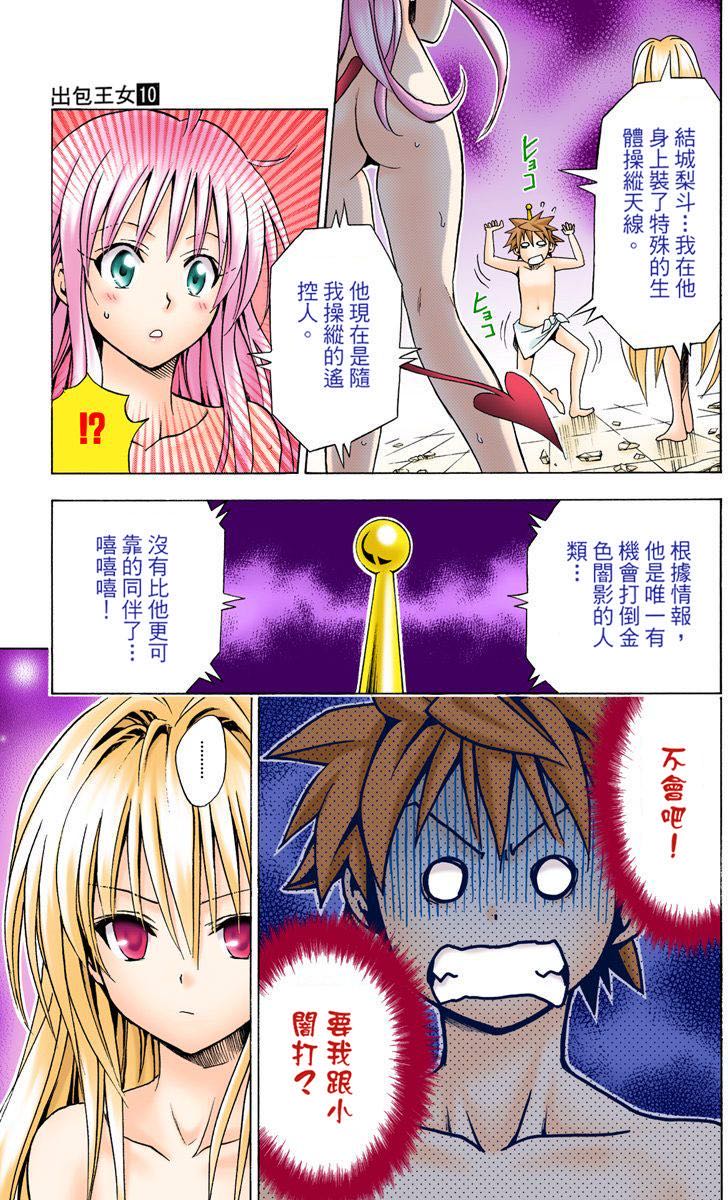 出包王女10
結城梨斗…我在他
身上裝了特殊的生
體操縱天線。
ヒョコ
ヒョコ
他現在是隨
我操縱的遙
控人。
!?
根據情報，
他是唯一有
機會打倒金
色闇影的人
類…
沒有比他更可
靠的同伴了…
嘻嘻嘻！
不會吧！
要我跟小
闇打？
………